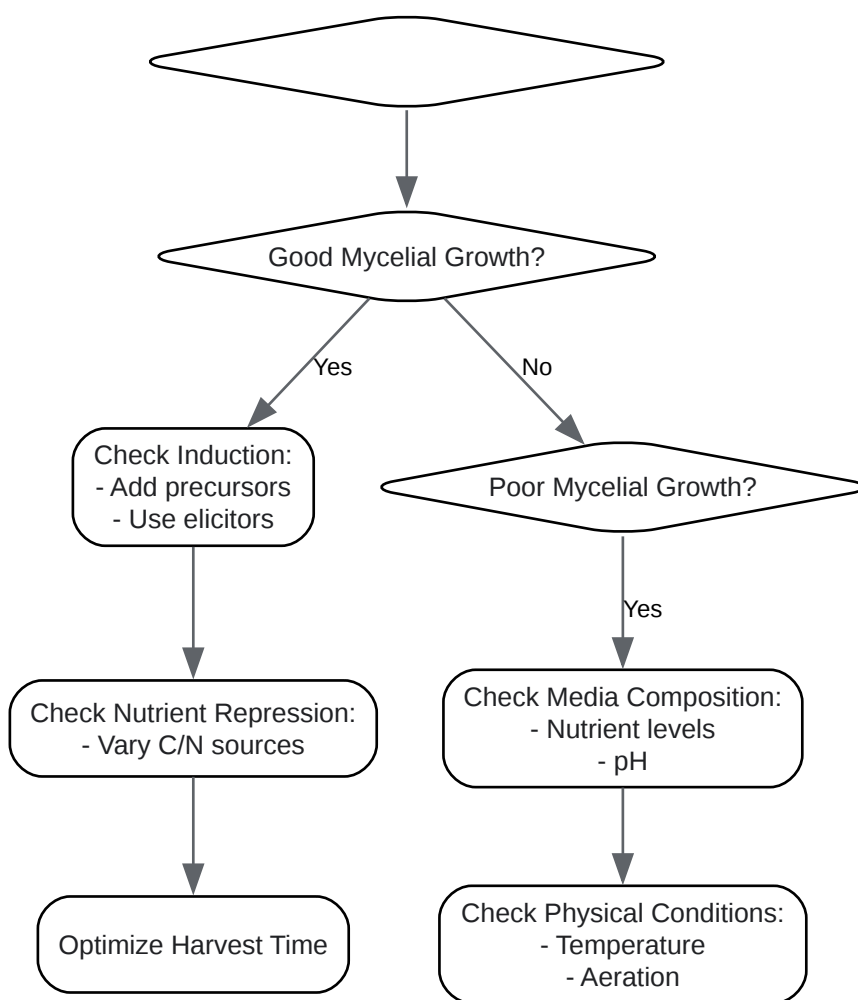 Good Mycelial Growth?
Yes
No
Check Induction:
- Add precursors
- Use elicitors
Poor Mycelial Growth?
Yes
Check Nutrient Repression:
- Vary C/N sources
Check Media Composition:
- Nutrient levels
- pH
Optimize Harvest Time
Check Physical Conditions:
- Temperature
- Aeration